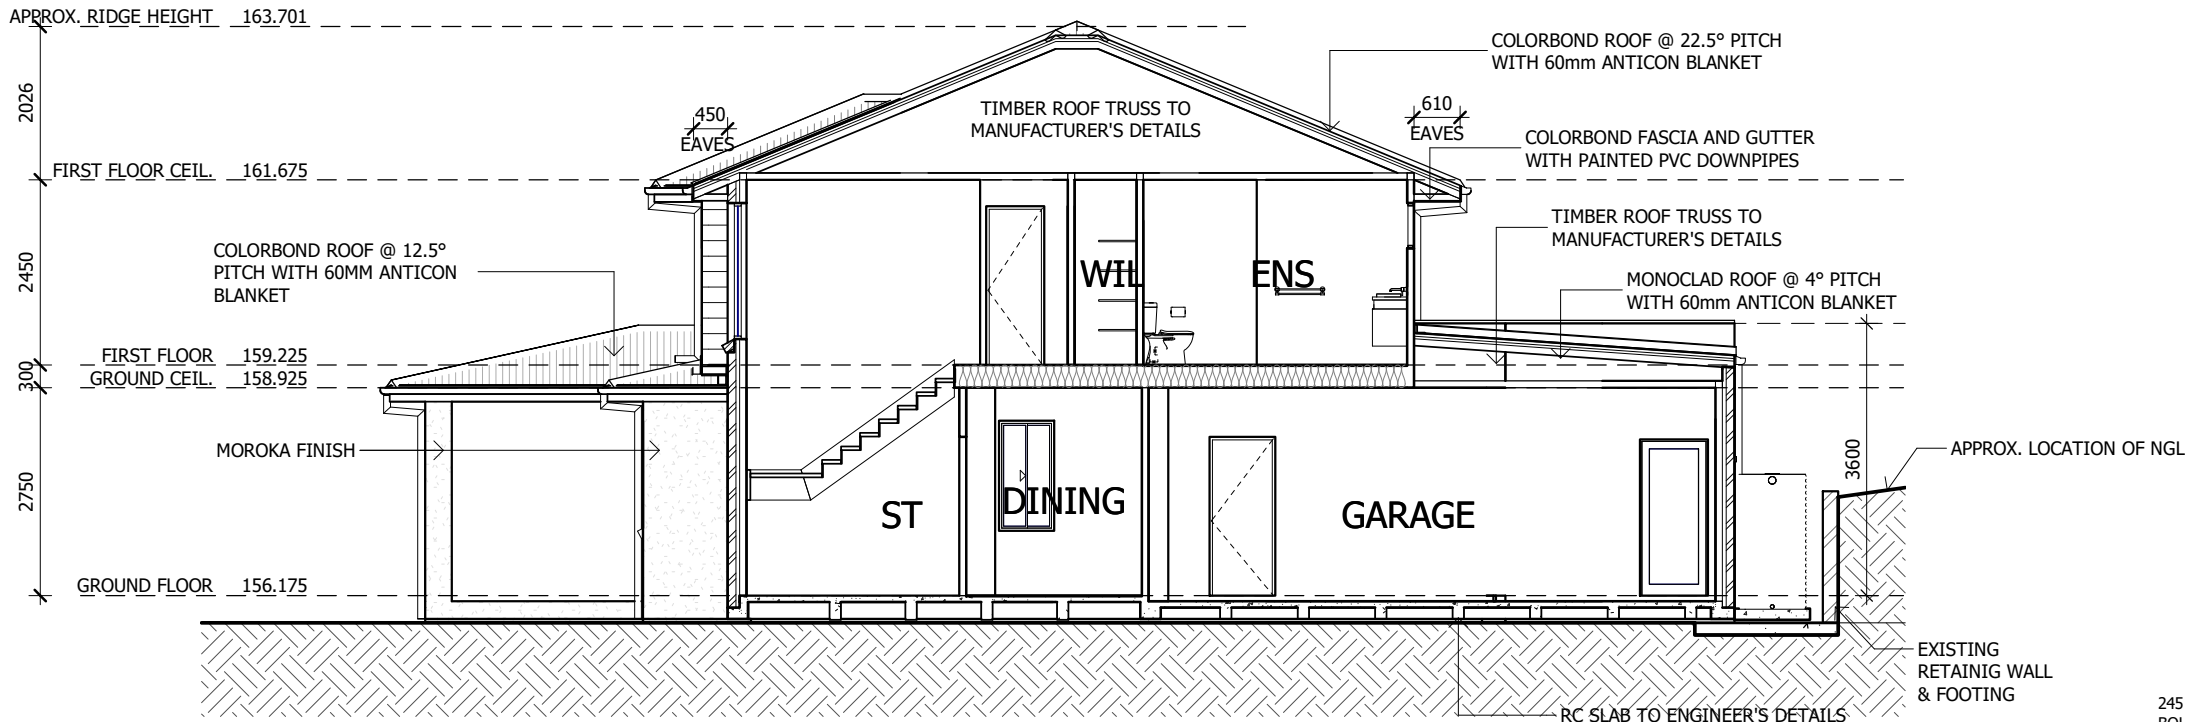 APPROX. RIDGE HEIGHT 163.701
COLORBOND ROOF @ 22.5° PITCH
WITH 60mm ANTICON BLANKET
2026
TIMBER ROOF TRUSS TO
MANUFACTURER'S DETAILS
450
EAVES
610
EAVES
COLORBOND FASCIA AND GUTTER
WITH PAINTED PVC DOWNPIPES
FIRST FLOOR CEIL. 161.675
TIMBER ROOF TRUSS TO
MANUFACTURER'S DETAILS
COLORBOND ROOF @ 12.5°
PITCH WITH 60MM ANTICON
BLANKET
2450
WIL
ENS
MONOCLAD ROOF @ 4° PITCH
WITH 60mm ANTICON BLANKET
FIRST FLOOR 159.225
300
GROUND CEIL. 158.925
MOROKA FINISH
APPROX. LOCATION OF NGL
3600
2750
ST
DINING
GARAGE
GROUND FLOOR 156.175
EXISTING
RETAINIG WALL
& FOOTING
RC SLAB TO ENGINEER'S DETAILS
245